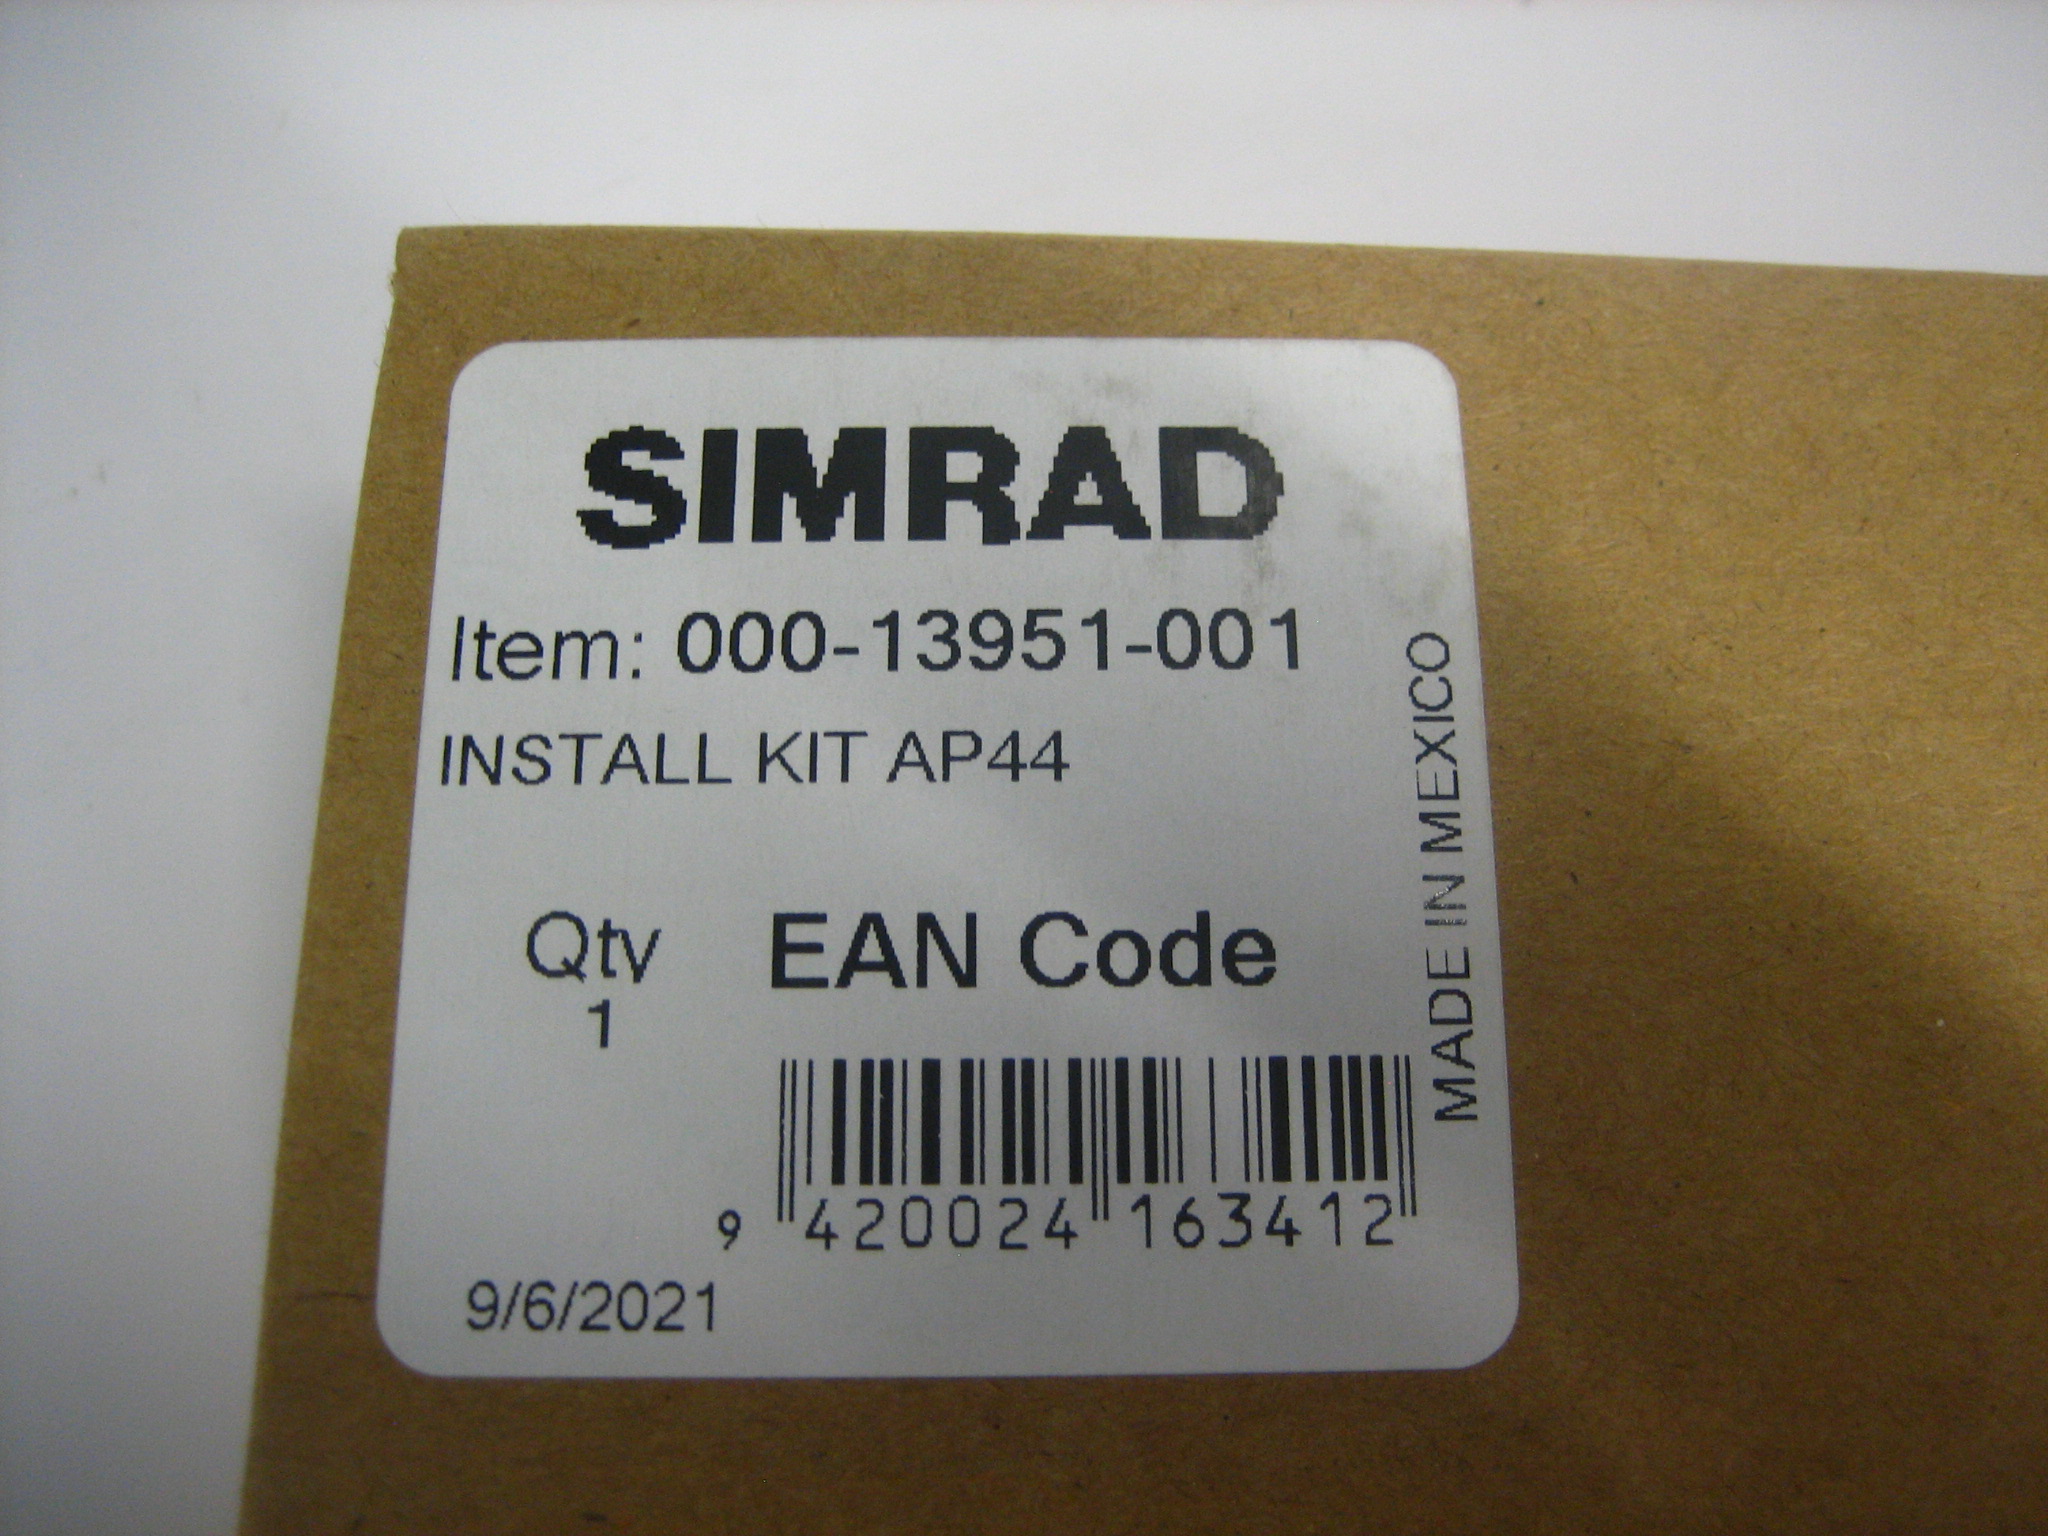 SIMRAD
Item: 000-13951-001
INSTALL KIT AP44
Qty EAN Code
1
9 420024 163412
9/6/2021
MADE IN MEXICO